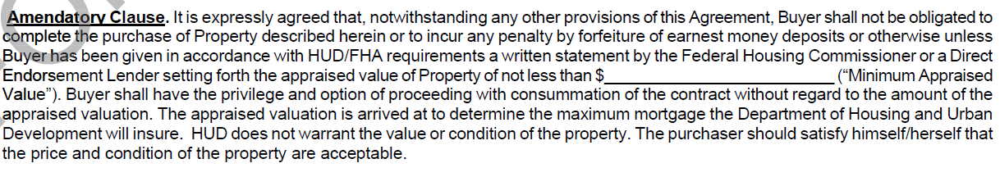 Amendatory Clause. It is expressly agreed that, notwithstanding any other provisions of this Agreement, Buyer shall not be obligated to
complete the purchase of Property described herein or to incur any penalty by forfeiture of earnest money deposits or otherwise unless
Buyer has been given in accordance with HUD/FHA requirements a written statement by the Federal Housing Commissioner or a Direct
Endorsement Lender setting forth the appraised value of Property of not less than $____________________________ (“Minimum Appraised
Value”). Buyer shall have the privilege and option of proceeding with consummation of the contract without regard to the amount of the
appraised valuation. The appraised valuation is arrived at to determine the maximum mortgage the Department of Housing and Urban
Development will insure. HUD does not warrant the value or condition of the property. The purchaser should satisfy himself/herself that
the price and condition of the property are acceptable.